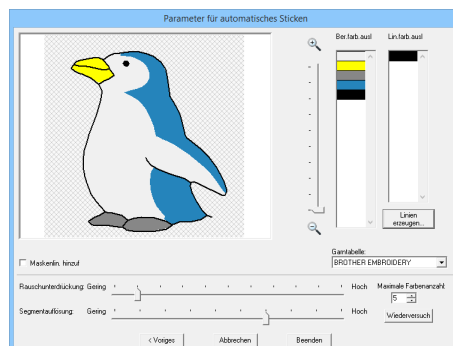 Parameter für automatisches Sticken
Ber.farb.ausl Lin.farb.ausl
Linien
erzeugen...
Garntabelle:
BROTHER EMBROIDERY
Maskenlin. hinzuf
Rauschunterdrückung: Gering Hoch Maximale Farbenanzahl
5
Segmentauflösung: Gering Hoch Wiederversuch
< Voriges Abbrechen Beenden